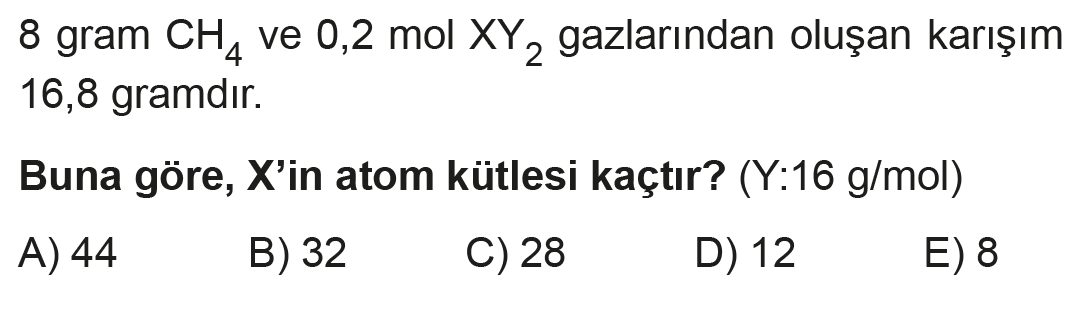 8 gram CH₄ ve 0,2 mol XY₂ gazlarından oluşan karışım
16,8 gramdır.
Buna göre, X’in atom kütlesi kaçtır? (Y:16 g/mol)
A) 44 B) 32 C) 28 D) 12 E) 8